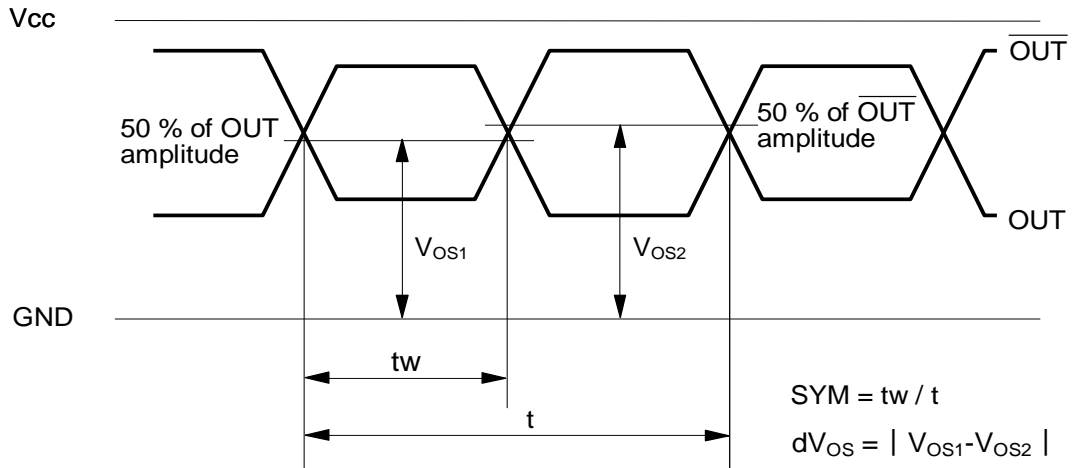 Vcc
OUT
50 % of OUT
amplitude
50 % of OUT
amplitude
OUT
VOS1
VOS2
GND
tw
t
SYM = tw / t
dVOS = | VOS1-VOS2 |